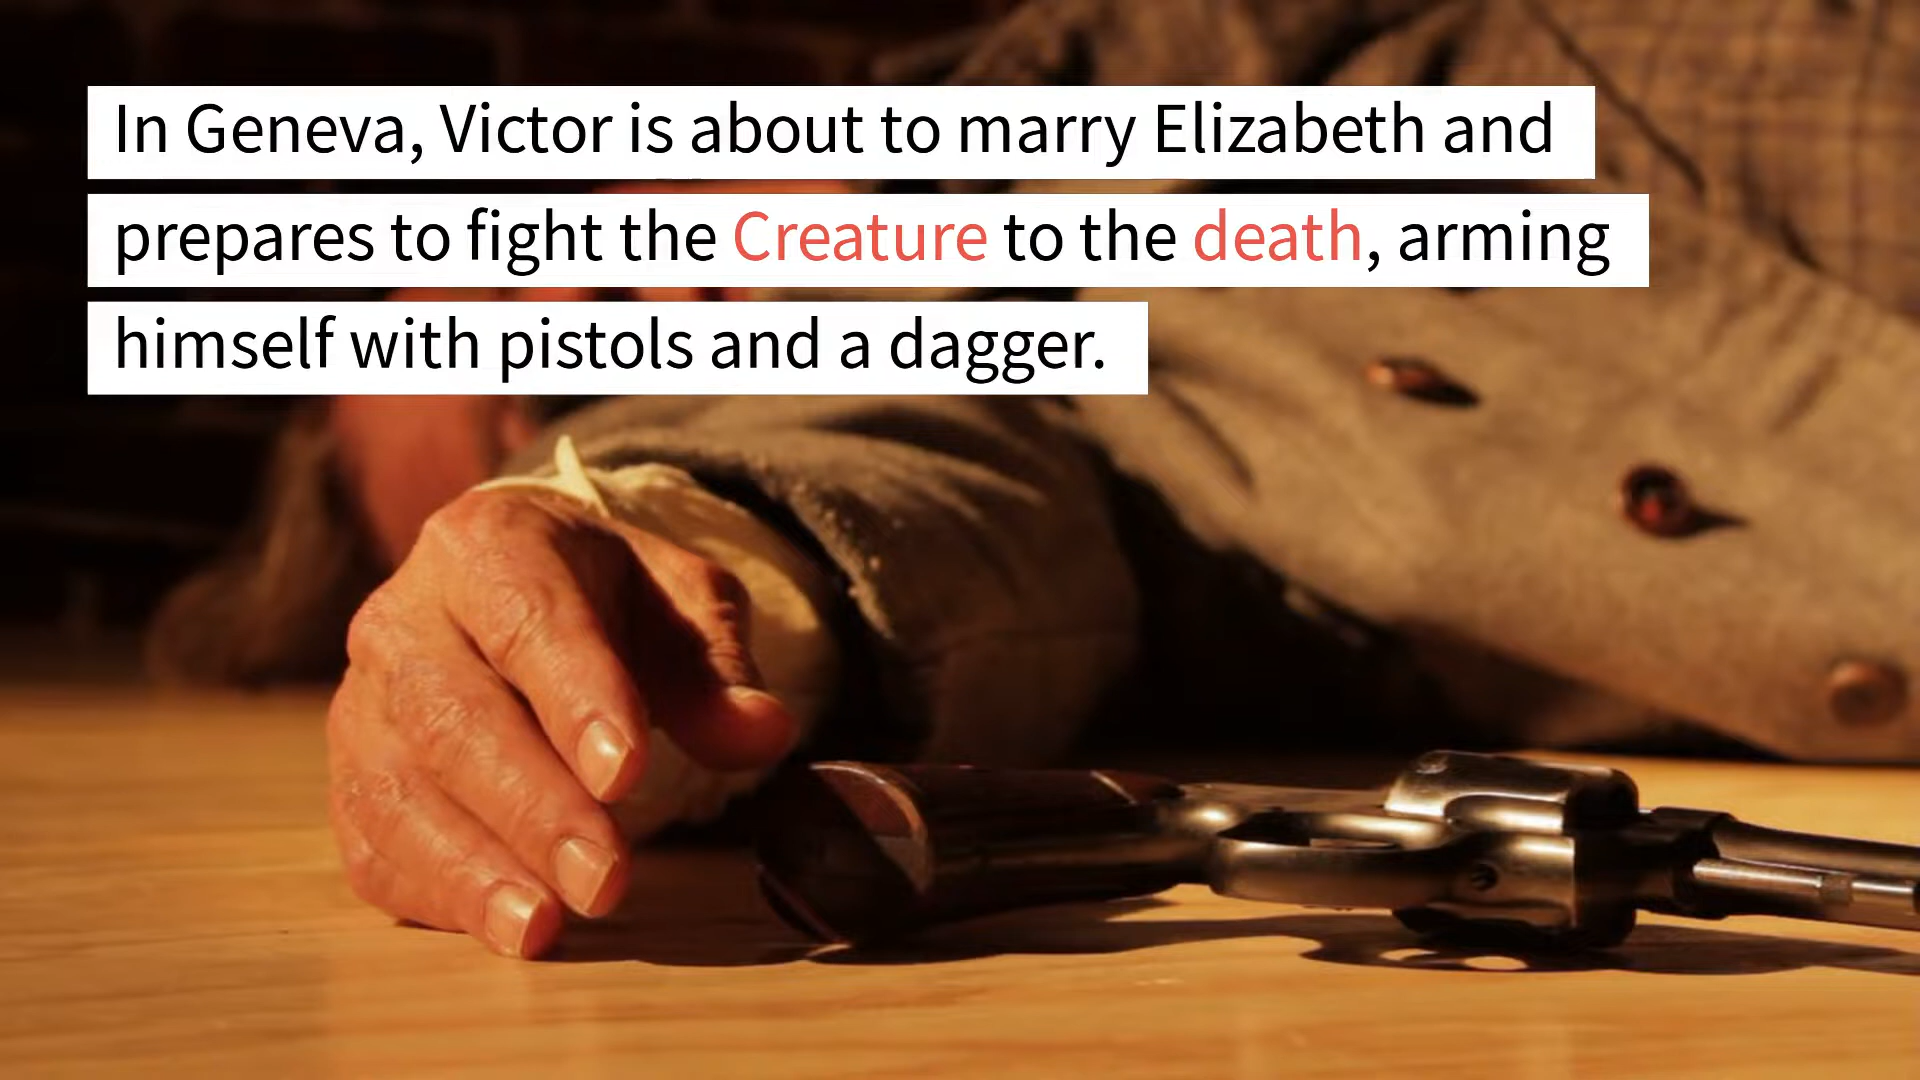 In Geneva, Victor is about to marry Elizabeth and
prepares to fight the Creature to the death, arming
himself with pistols and a dagger.